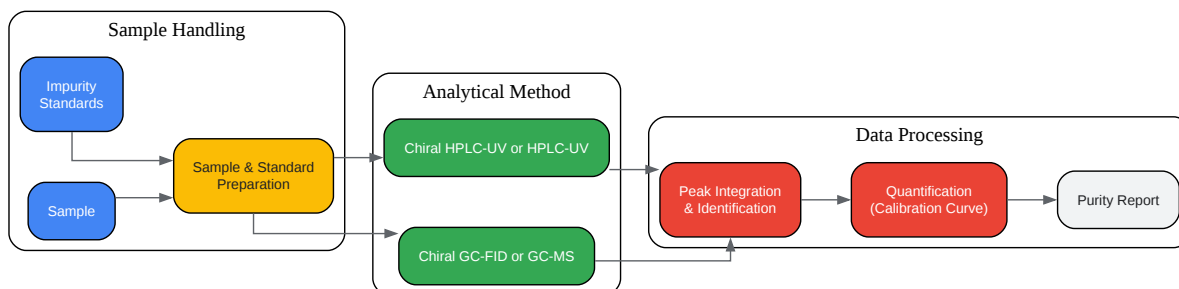 Sample Handling
Impurity
Standards
Sample
Sample & Standard
Preparation
Analytical Method
Chiral HPLC-UV or HPLC-UV
Chiral GC-FID or GC-MS
Data Processing
Peak Integration
& Identification
Quantification
(Calibration Curve)
Purity Report